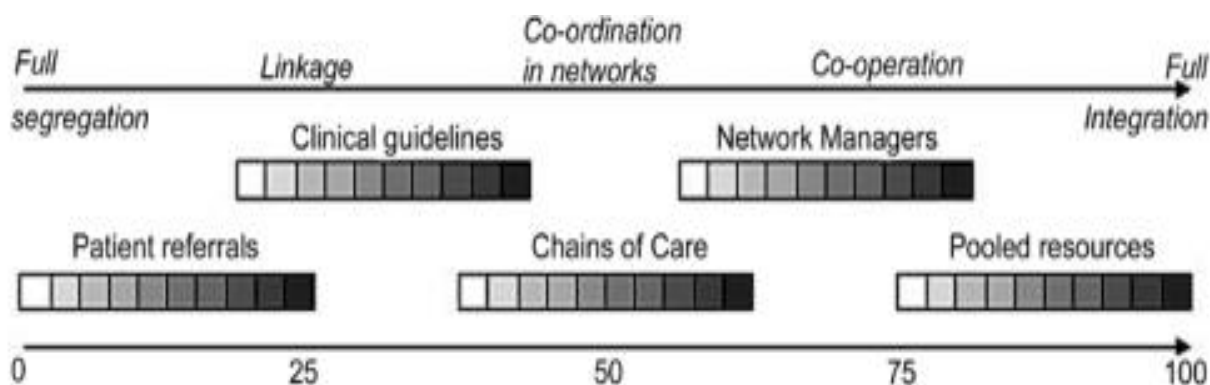 Full
segregation
Linkage
Co-ordination
in networks
Co-operation
Full
Integration
Clinical guidelines
Network Managers
Patient referrals
Chains of Care
Pooled resources
0 25 50 75 100